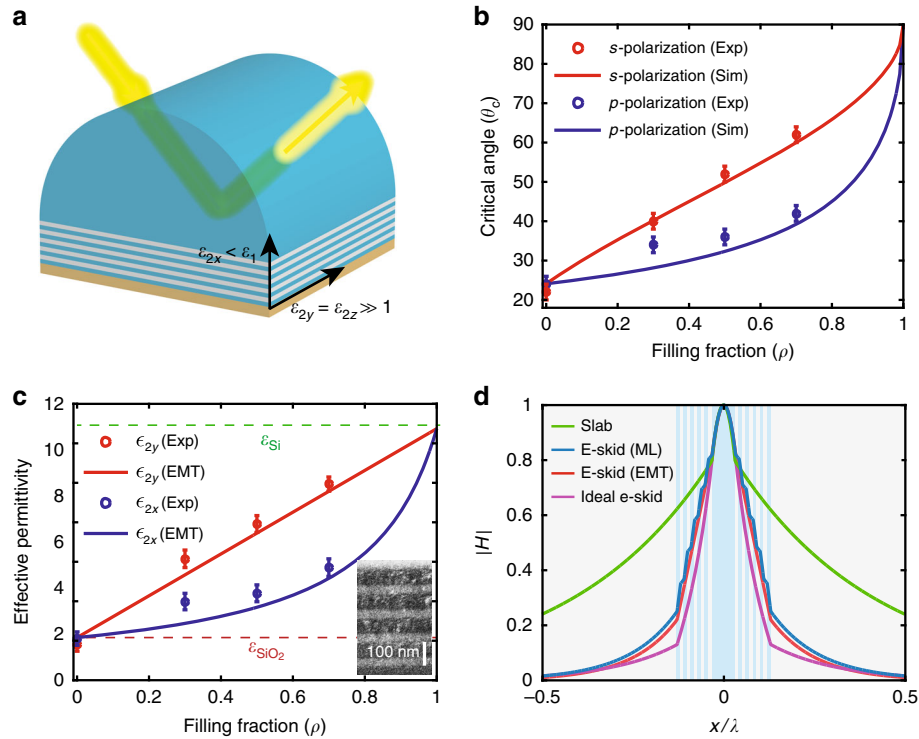 a
ε2x < ε1
ε2y = ε2z ≫ 1
b
Critical angle (θc)
90
80
70
60
50
40
30
20
s-polarization (Exp)
s-polarization (Sim)
p-polarization (Exp)
p-polarization (Sim)
0 0.2 0.4 0.6 0.8 1
Filling fraction (ρ)
c
Effective permittivity
12
10
8
6
4
2
0
εSi
ϵ2y (Exp)
ϵ2y (EMT)
ϵ2x (Exp)
ϵ2x (EMT)
εSiO2
100 nm
0 0.2 0.4 0.6 0.8 1
Filling fraction (ρ)
d
|H|
1
0.8
0.6
0.4
0.2
0
Slab
E-skid (ML)
E-skid (EMT)
Ideal e-skid
−0.5 0 0.5
x/λ